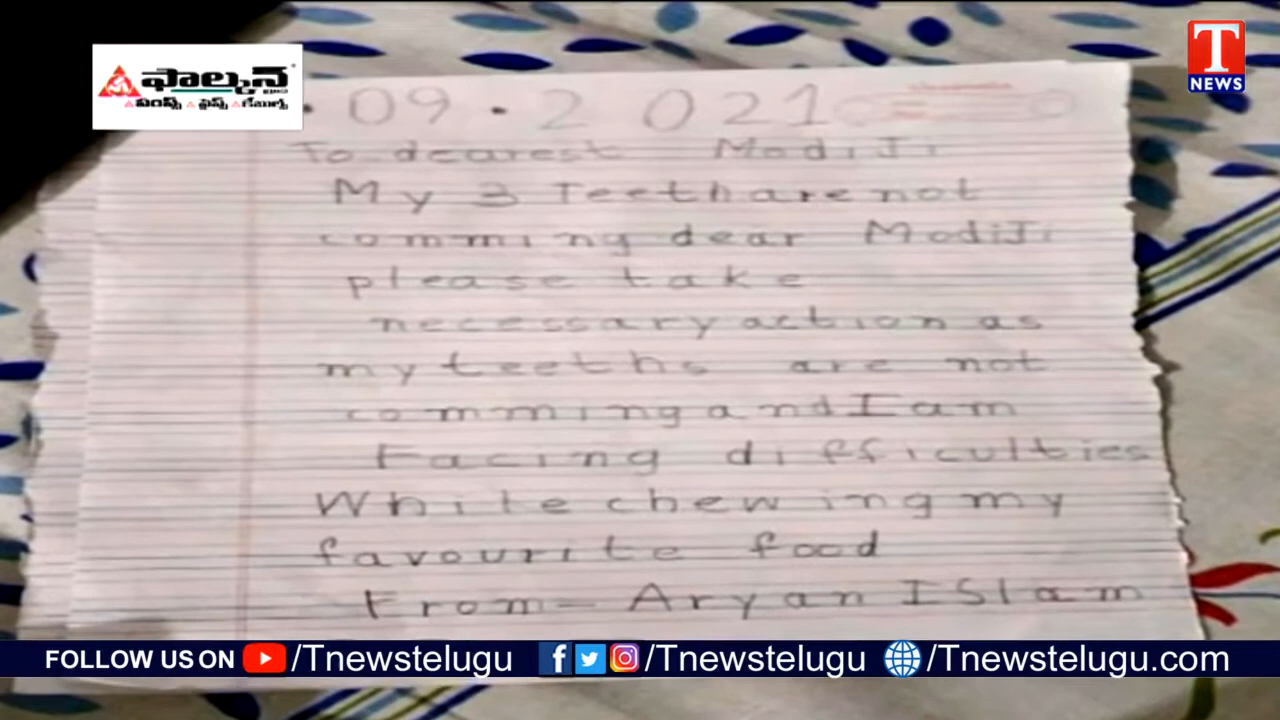 ఫాల్కన్
పంప్స్ పైప్స్ కేబుల్స్
T
NEWS
.09.2021
To dearest ModiJi
My 3 Teeth are not
comming dear ModiJi
please take
necessary action as
my teeths are not
comming and I am
Facing difficulties
While chewing my
favourite food
From - Aryan ISlam
FOLLOW US ON /Tnewstelugu /Tnewstelugu /Tnewstelugu.com